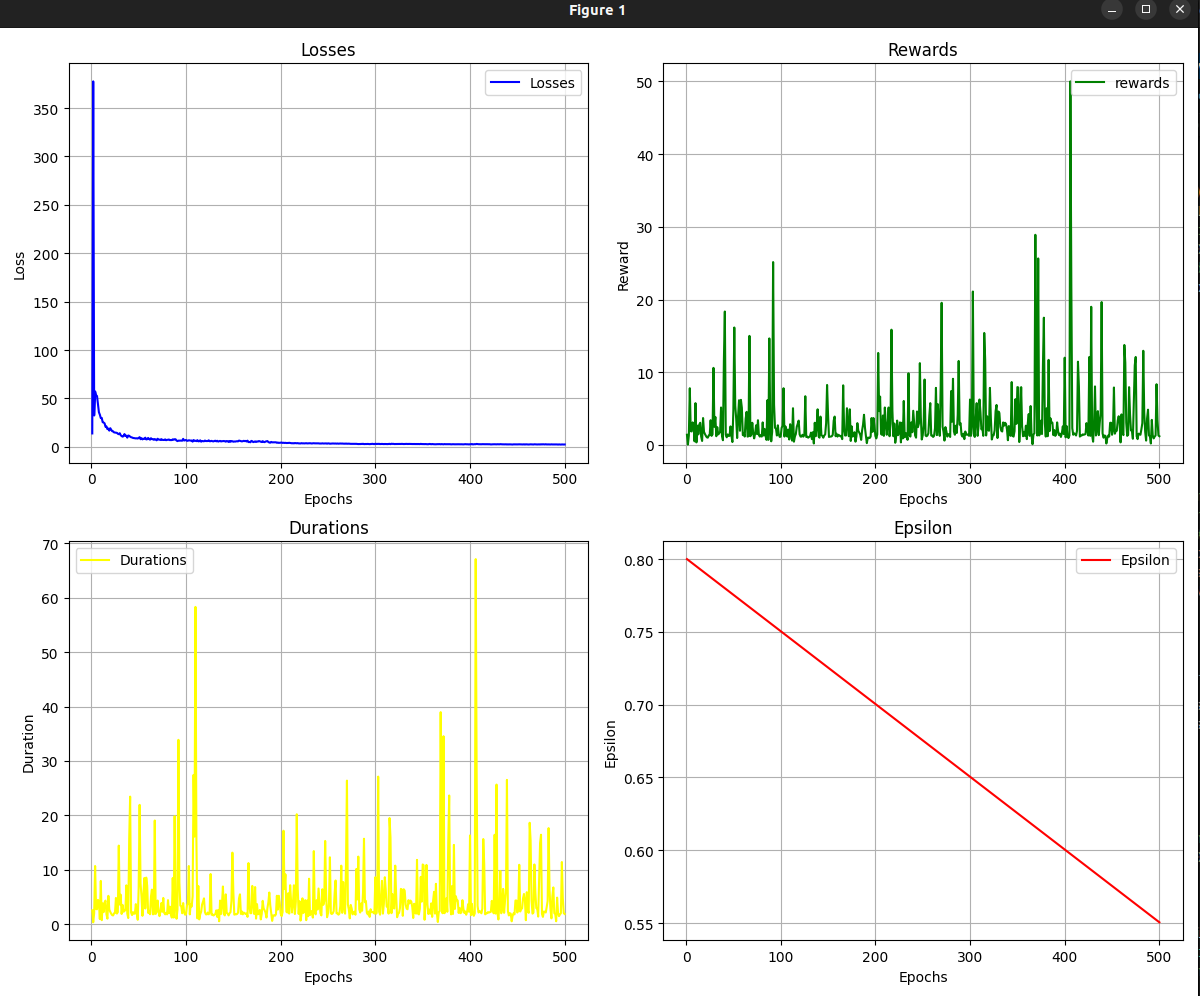 Figure 1
Losses
Losses
350
300
250
200
150
100
50
0
Loss
0 100 200 300 400 500
Epochs
Rewards
rewards
50
40
30
20
10
0
Reward
0 100 200 300 400 500
Epochs
Durations
Durations
70
60
50
40
30
20
10
0
Duration
0 100 200 300 400 500
Epochs
Epsilon
Epsilon
0.80
0.75
0.70
0.65
0.60
0.55
Epsilon
0 100 200 300 400 500
Epochs